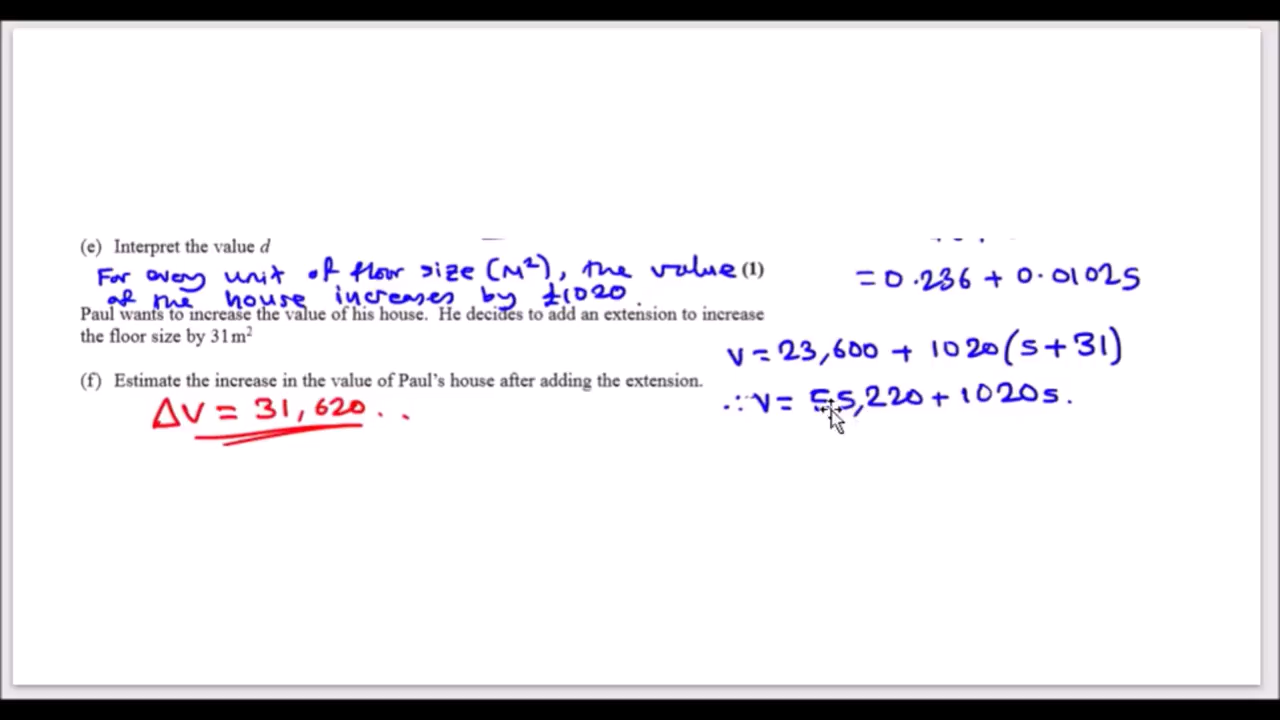 (e) Interpret the value d
For every unit of floor size (M²), the value (1)
of the house increases by £1020.
= 0.236 + 0.0102s
Paul wants to increase the value of his house. He decides to add an extension to increase
the floor size by 31m²
V = 23,600 + 1020(s + 31)
(f) Estimate the increase in the value of Paul's house after adding the extension.
∴ V = 55,220 + 1020s.
ΔV = 31,620..